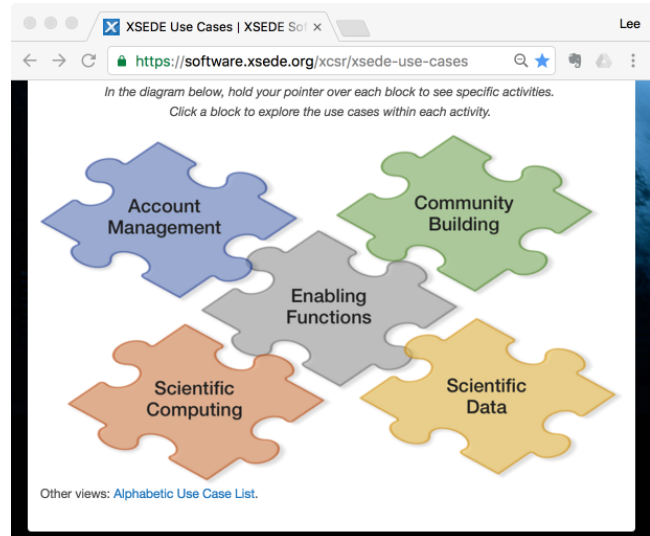 XSEDE Use Cases | XSEDE Sof
Lee
https://software.xsede.org/xcsr/xsede-use-cases
In the diagram below, hold your pointer over each block to see specific activities.
Click a block to explore the use cases within each activity.
Account
Management
Community
Building
Enabling
Functions
Scientific
Computing
Scientific
Data
Other views: Alphabetic Use Case List.